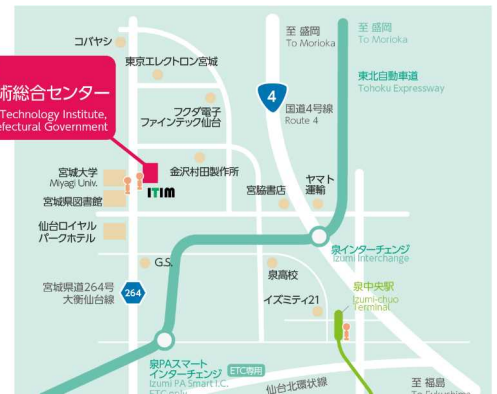 至 盛岡
To Morioka
至 盛岡
To Morioka
コバヤシ
東京エレクトロン宮城
東北自動車道
Tohoku Expressway
術総合センター
Technology Institute,
efectural Government
4
国道4号線
Route 4
フクダ電子
ファインテック仙台
宮城大学
Miyagi Univ.
金沢村田製作所
ITIM
ヤマト
運輸
宮城県図書館
宮脇書店
仙台ロイヤル
パークホテル
泉インターチェンジ
Izumi Interchange
G.S.
泉高校
宮城県道264号
大衡仙台線
264
泉中央駅
Izumi-chuo
Terminal
イズミティ21
泉PAスマート
インターチェンジ
ETC専用
Izumi PA Smart I.C.
ETC only
仙台北環状線
至 福島
To Fukushima